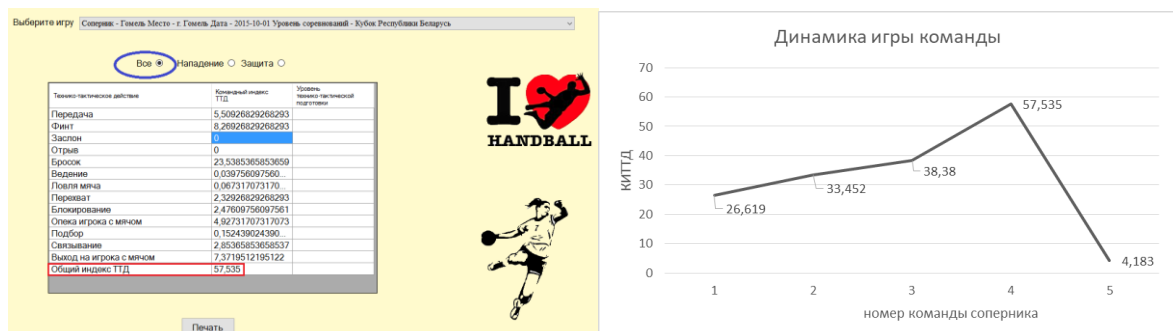 Выберите игру Соперник - Гомель Место - г. Гомель Дата - 2015-10-01 Уровень соревнований - Кубок Республики Беларусь
Все Нападение Защита
Технико-тактическое действие
Командный индекс ТТД
Уровень технико-тактической подготовки
Передача 5,50926829268293
Финт 8,26926829268293
Заслон 0
Отрыв 0
Бросок 23,5385365853659
Ведение 0,039756097560...
Ловля мяча 0,067317073170...
Перехват 2,32926829268293
Блокирование 2,47609756097561
Опека игрока с мячом 4,92731707317073
Подбор 0,152439024390...
Связывание 2,85365853658537
Выход на игрока с мячом 7,3719512195122
Общий индекс ТТД 57,535
Печать
I
HANDBALL
Динамика игры команды
КИТТД
70
60
50
40
30
20
10
0
26,619
33,452
38,38
57,535
4,183
1 2 3 4 5
номер команды соперника